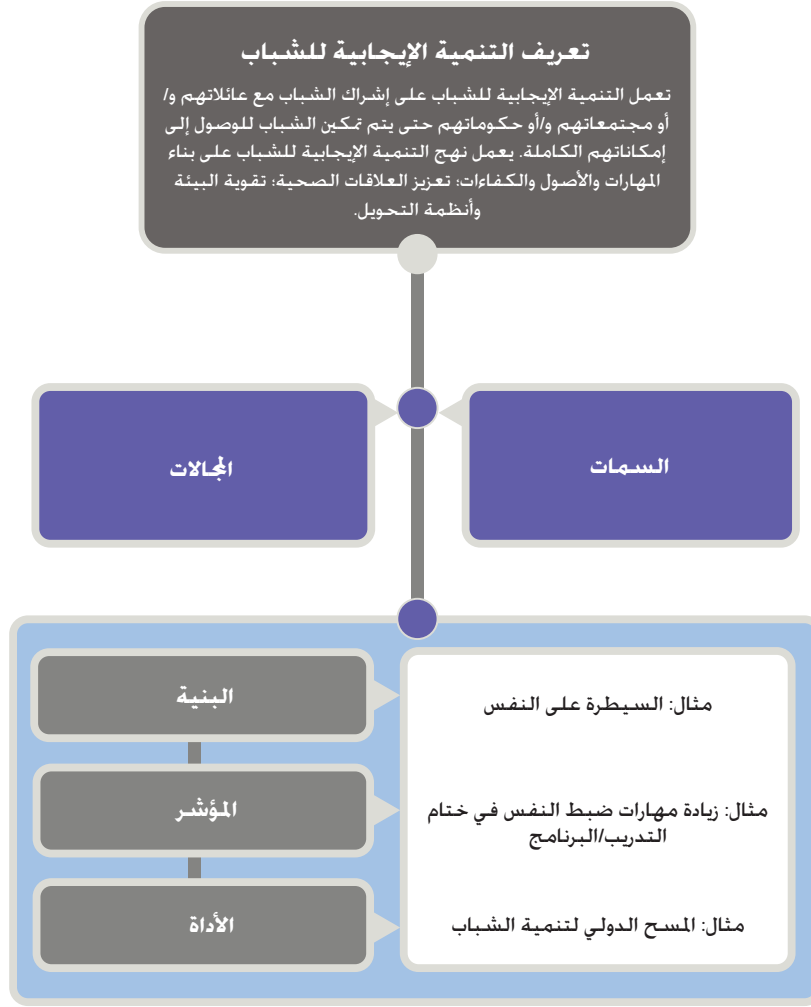 تعريف التنمية الإيجابية للشباب
تعمل التنمية الإيجابية للشباب على إشراك الشباب مع عائلاتهم و/
أو مجتمعاتهم و/أو حكوماتهم حتى يتم تمكين الشباب للوصول إلى
إمكاناتهم الكاملة. يعمل نهج التنمية الإيجابية للشباب على بناء
المهارات والأصول والكفاءات؛ تعزيز العلاقات الصحية؛ تقوية البيئة
وأنظمة التحويل.
السمات
المجالات
البنية
مثال: السيطرة على النفس
المؤشر
مثال: زيادة مهارات ضبط النفس في ختام
التدريب/البرنامج
الأداة
مثال: المسح الدولي لتنمية الشباب